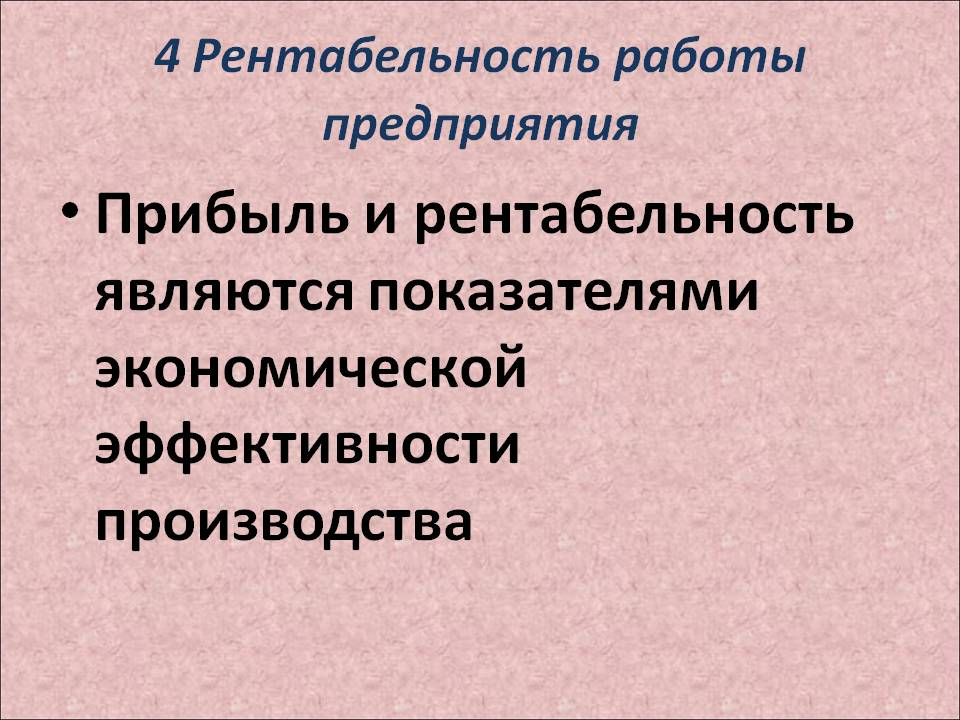 4 Рентабельность работы
предприятия
• Прибыль и рентабельность
являются показателями
экономической
эффективности
производства